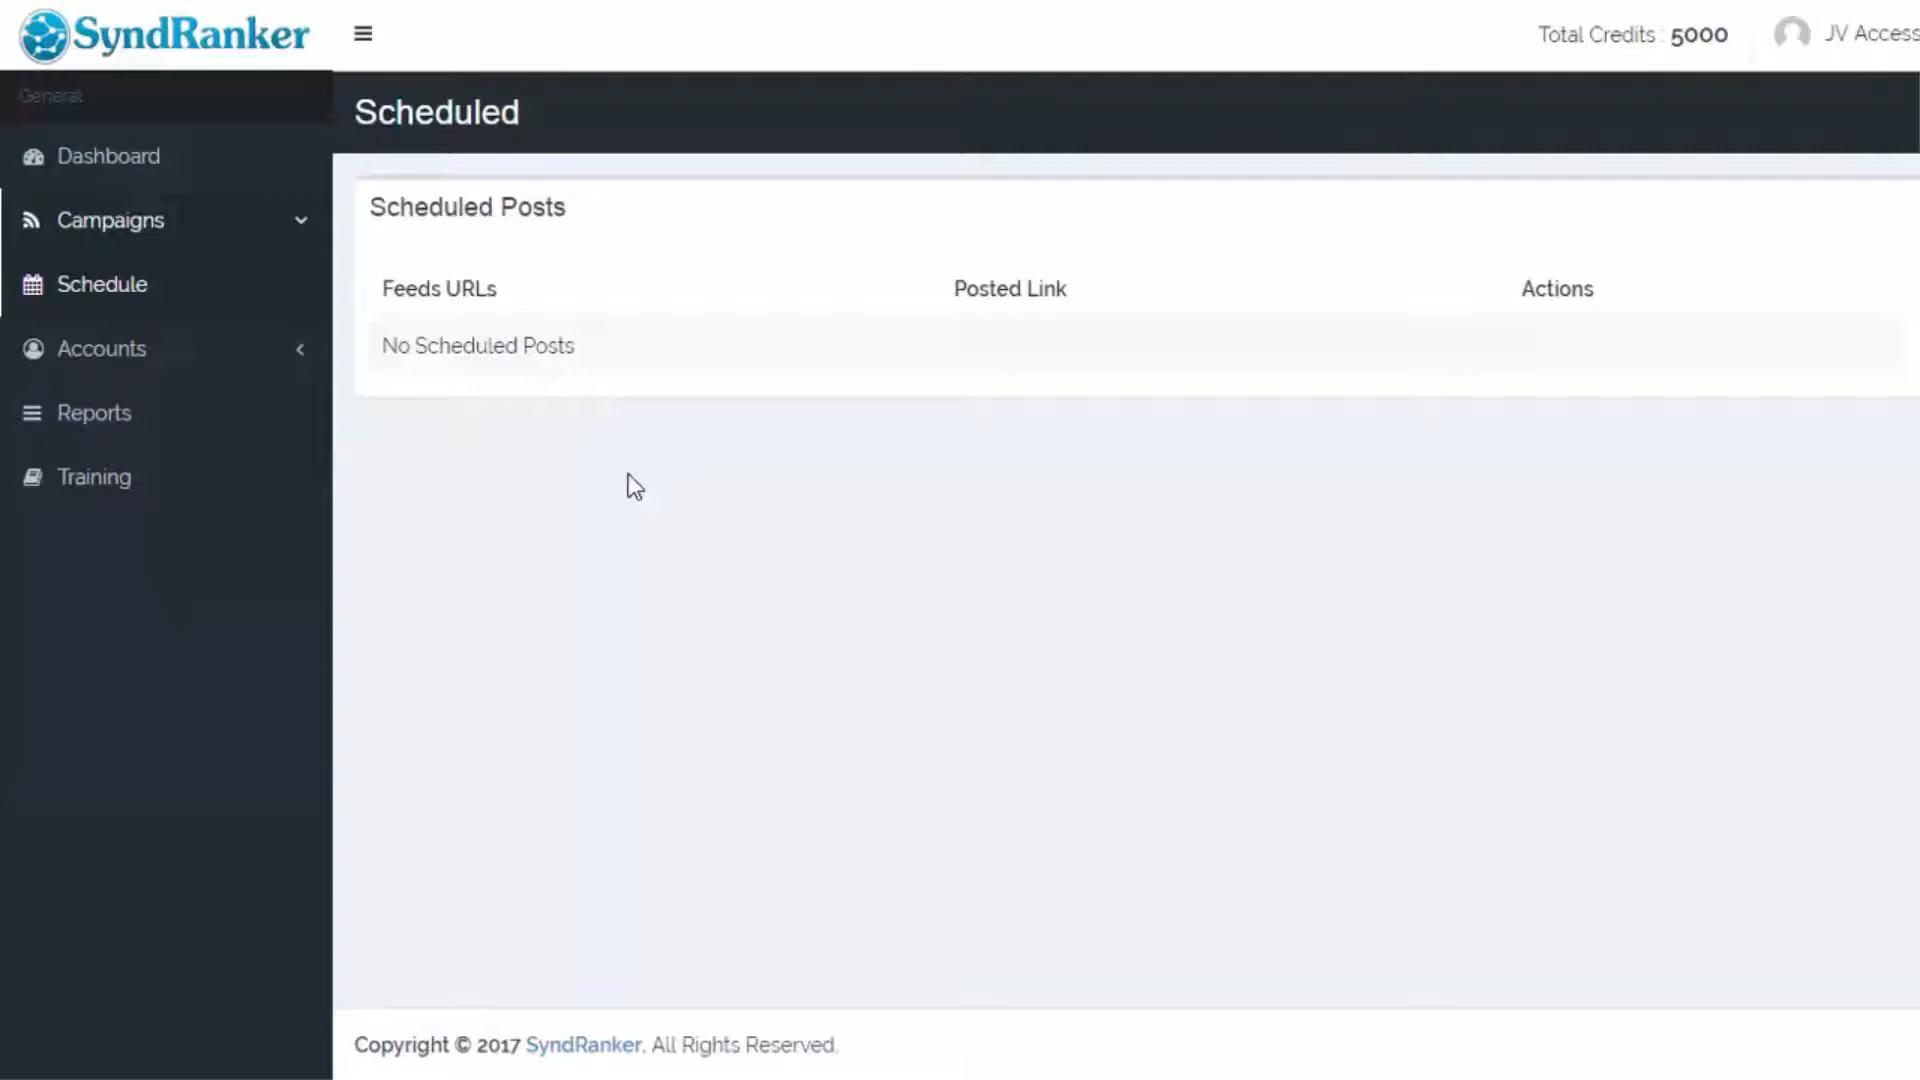 SyndRanker
Total Credits : 5000
JV Access
General
Scheduled
Dashboard
Campaigns
Schedule
Accounts
Reports
Training
Scheduled Posts
Feeds URLs Posted Link Actions
No Scheduled Posts
Copyright © 2017 SyndRanker. All Rights Reserved.